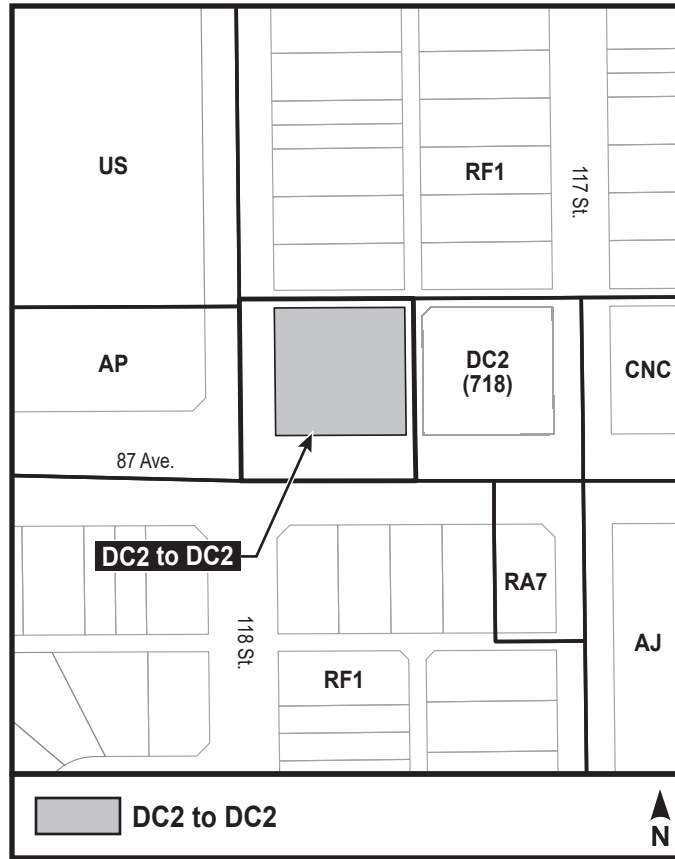 US
RF1
117 St.
AP
DC2
(718)
CNC
87 Ave.
DC2 to DC2
RA7
118 St.
RF1
AJ
DC2 to DC2
N